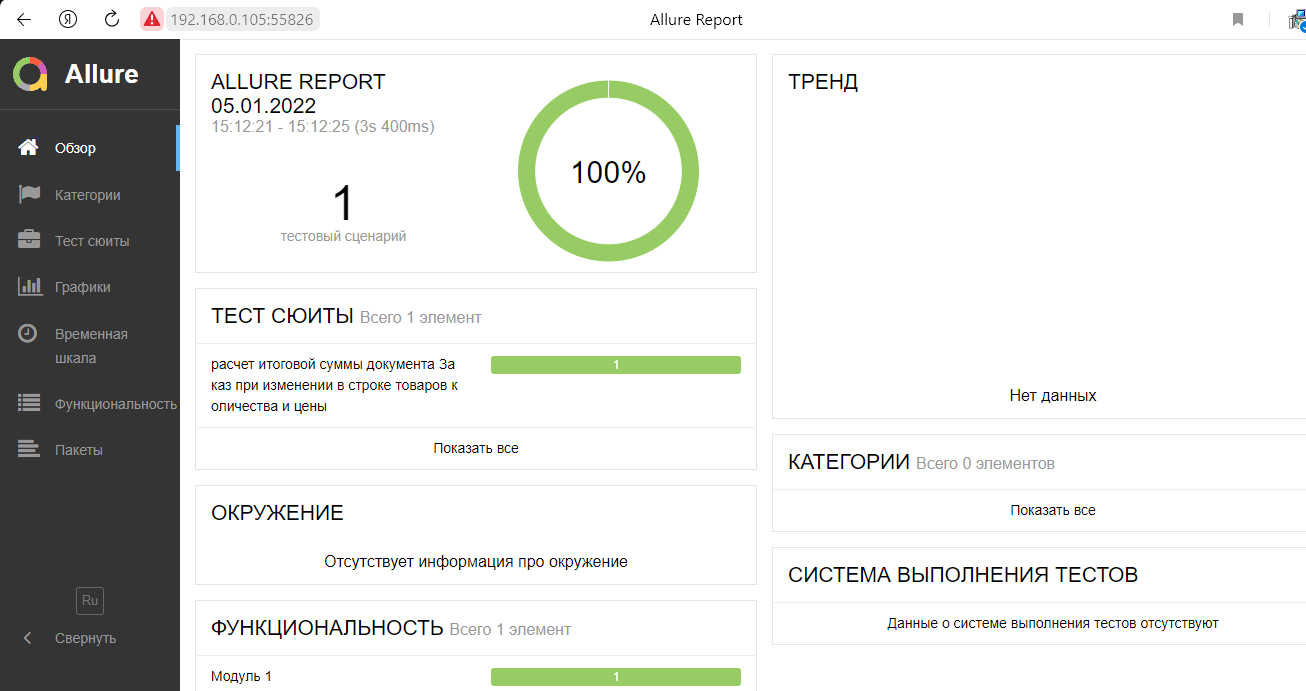 192.168.0.105:55826
Allure Report
Allure
Обзор
Категории
Тест сюиты
Графики
Временная
шкала
Функциональность
Пакеты
Ru
Свернуть
ALLURE REPORT
05.01.2022
15:12:21 - 15:12:25 (3s 400ms)
1
тестовый сценарий
100%
ТЕСТ СЮИТЫ Всего 1 элемент
расчет итоговой суммы документа За
каз при изменении в строке товаров к
оличества и цены
1
Показать все
ОКРУЖЕНИЕ
Отсутствует информация про окружение
ФУНКЦИОНАЛЬНОСТЬ Всего 1 элемент
Модуль 1
1
ТРЕНД
Нет данных
КАТЕГОРИИ Всего 0 элементов
Показать все
СИСТЕМА ВЫПОЛНЕНИЯ ТЕСТОВ
Данные о системе выполнения тестов отсутствуют